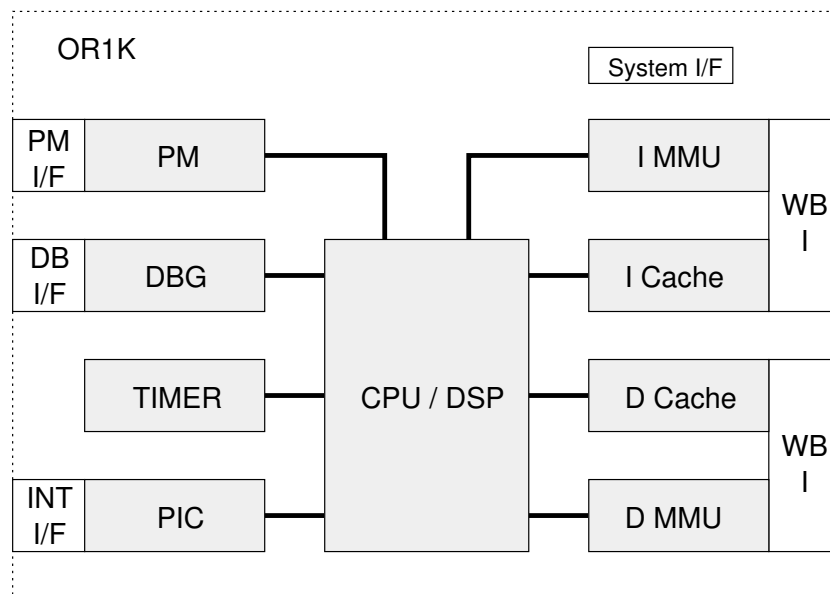 OR1K
System I/F
PM
I/F
PM
I MMU
WB
I
DB
I/F
DBG
I Cache
TIMER
CPU / DSP
D Cache
WB
I
INT
I/F
PIC
D MMU